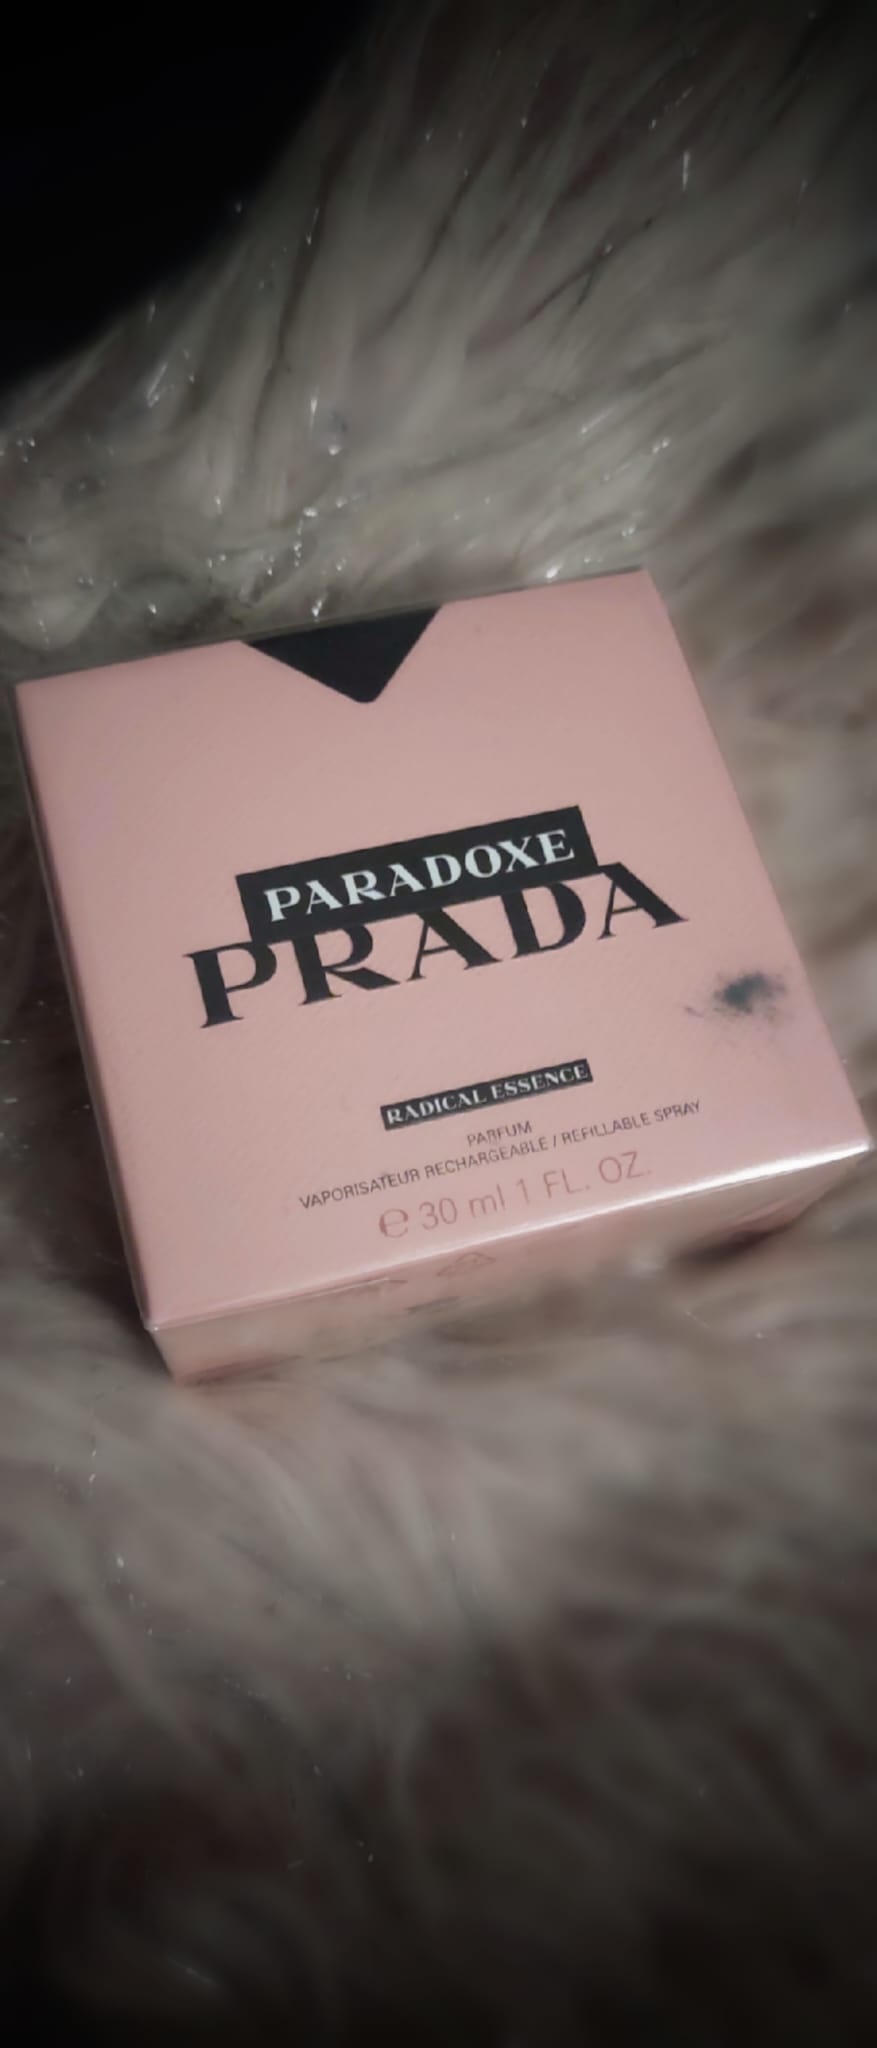 PARADOXE
PRADA
RADICAL ESSENCE
PARFUM
VAPORISATEUR RECHARGEABLE / REFILLABLE SPRAY
℮ 30 ml 1 FL. OZ.